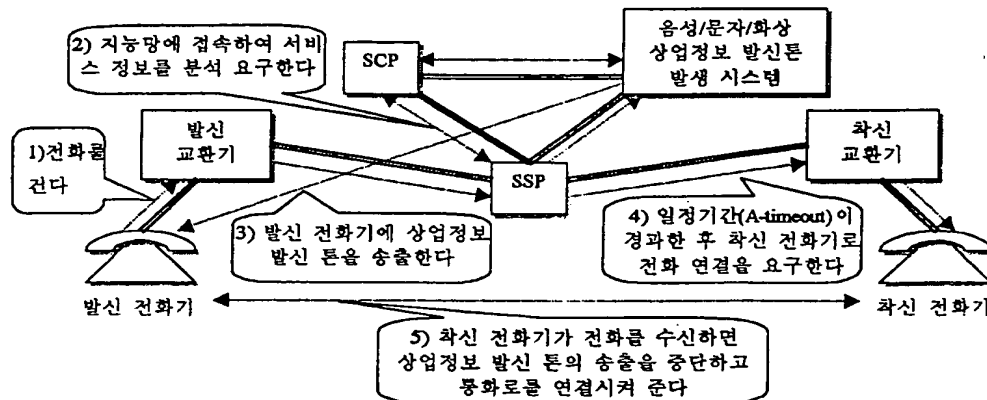 2) 지능망에 접속하여 서비
스 정보를 분석 요구한다
SCP
음성/문자/화상
상업정보 발신톤
발생 시스템
1)전화를
건다
발신
교환기
SSP
착신
교환기
3) 발신 전화기에 상업정보
발신 톤을 송출한다
4) 일정기간(A-timeout)이
경과한 후 착신 전화기로
전화 연결을 요구한다
발신 전화기
착신 전화기
5) 착신 전화기가 전화를 수신하면
상업정보 발신 톤의 송출을 중단하고
통화로를 연결시켜 준다